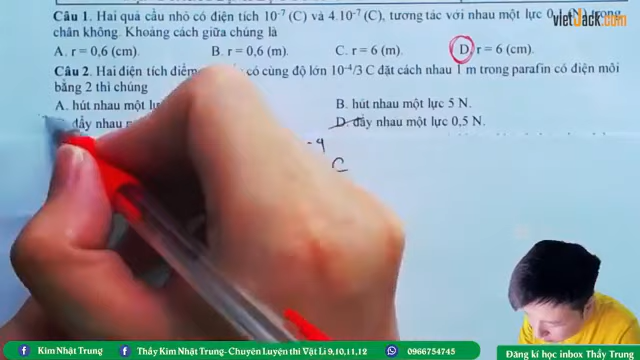 Câu 1. Hai quả cầu nhỏ có điện tích 10⁻⁷ (C) và 4.10⁻⁷ (C), tương tác với nhau một lực 0,1 trong
vietJack.com
chân không. Khoảng cách giữa chúng là
A. r = 0,6 (cm). B. r = 0,6 (m). C. r = 6 (m). D. r = 6 (cm).
Câu 2. Hai điện tích điểm có cùng độ lớn 10⁻⁴/3 C đặt cách nhau 1 m trong parafin có điện môi
bằng 2 thì chúng
A. hút nhau một B. hút nhau một lực 5 N.
đẩy nhau D. đẩy nhau một lực 0,5 N.
-4
C
Kim Nhật Trung Thầy Kim Nhật Trung- Chuyên Luyện thi Vật Lí 9,10,11,12 0966754745
Đăng kí học inbox Thầy Trung